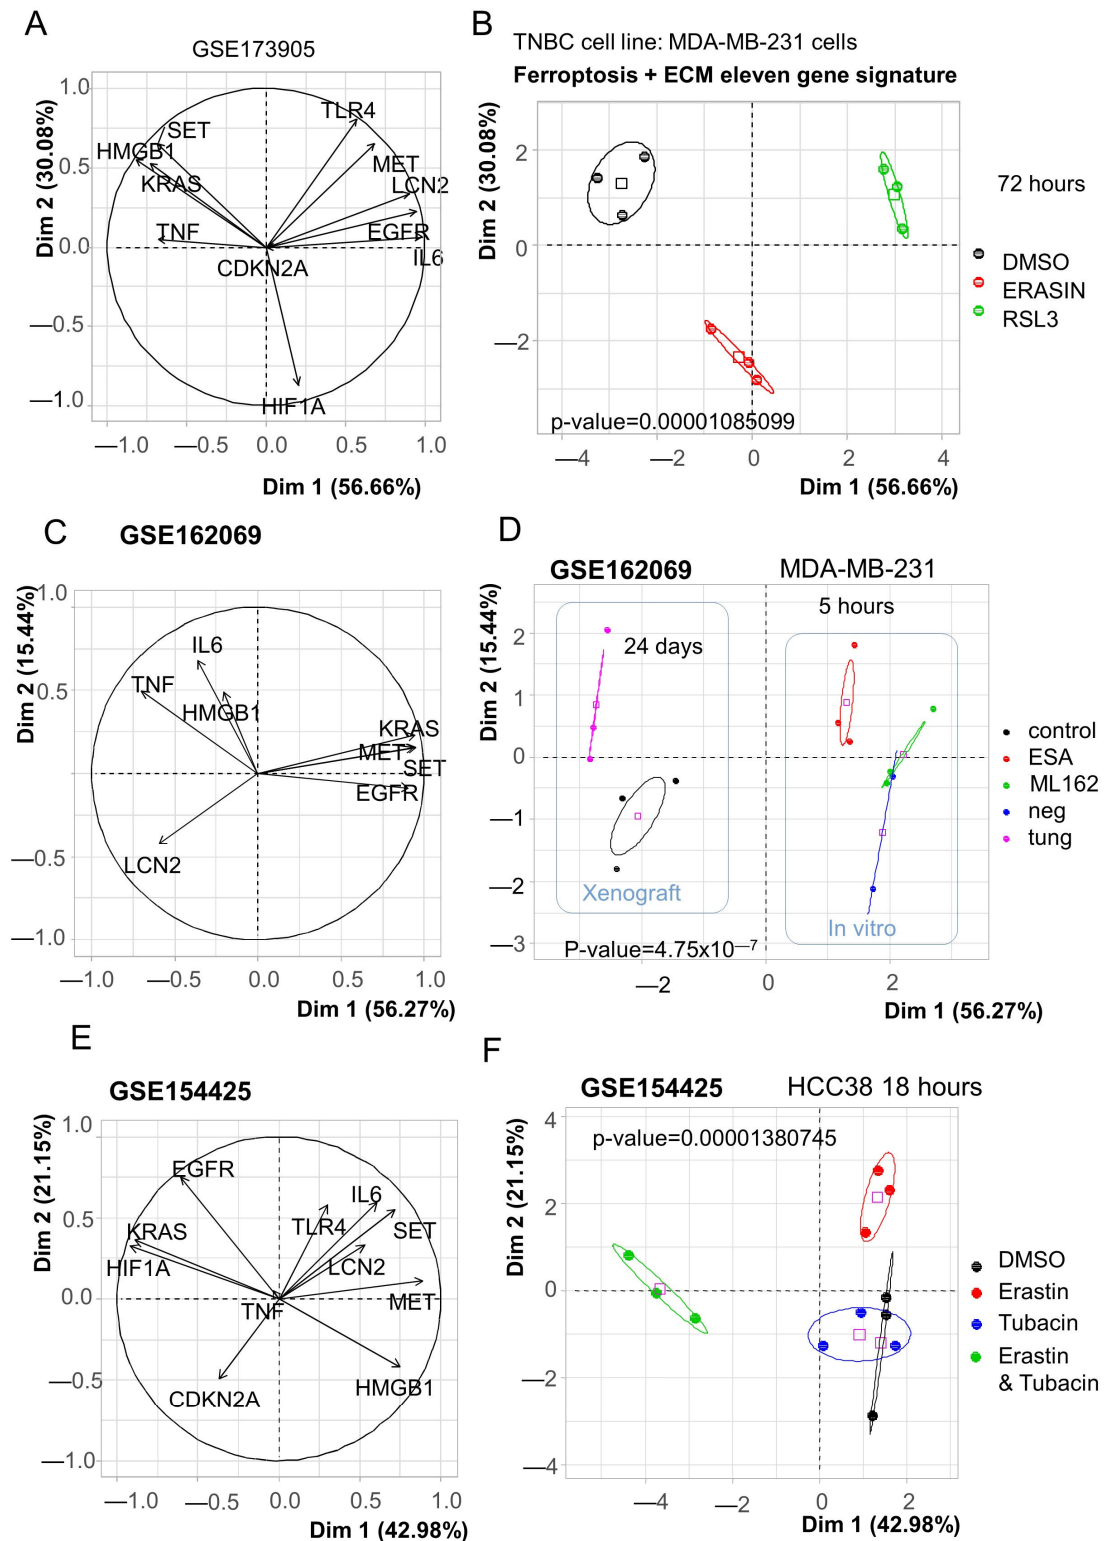 A
GSE173905
Dim 2 (30.08%)
1.0
0.5
0.0
—0.5
—1.0
SET
HMGB1
KRAS
TNF
CDKN2A
TLR4
MET
LCN2
EGFR
IL6
HIF1A
—1.0
—0.5
0.0
0.5
1.0
Dim 1 (56.66%)
B
TNBC cell line: MDA-MB-231 cells
Ferroptosis + ECM eleven gene signature
Dim 2 (30.08%)
2
0
—2
72 hours
DMSO
ERASIN
RSL3
p-value=0.00001085099
—4
—2
0
2
4
Dim 1 (56.66%)
C
GSE162069
Dim 2 (15.44%)
1.0
0.5
0.0
—0.5
—1.0
IL6
TNF
HMGB1
KRAS
MET
SET
EGFR
LCN2
—1.0
—0.5
0.0
0.5
1.0
Dim 1 (56.27%)
D
GSE162069
MDA-MB-231
5 hours
24 days
Dim 2 (15.44%)
2
1
0
—1
—2
—3
Xenograft
In vitro
P-value=4.75x10⁻⁷
control
ESA
ML162
neg
tung
—2
0
2
Dim 1 (56.27%)
E
GSE154425
Dim 2 (21.15%)
1.0
0.5
0.0
—0.5
—1.0
EGFR
IL6
TLR4
SET
KRAS
HIF1A
LCN2
TNF
MET
CDKN2A
HMGB1
—1.0
—0.5
0.0
0.5
1.0
Dim 1 (42.98%)
F
GSE154425
HCC38 18 hours
p-value=0.00001380745
Dim 2 (21.15%)
4
2
0
—2
—4
DMSO
Erastin
Tubacin
Erastin
& Tubacin
—4
—2
0
2
Dim 1 (42.98%)